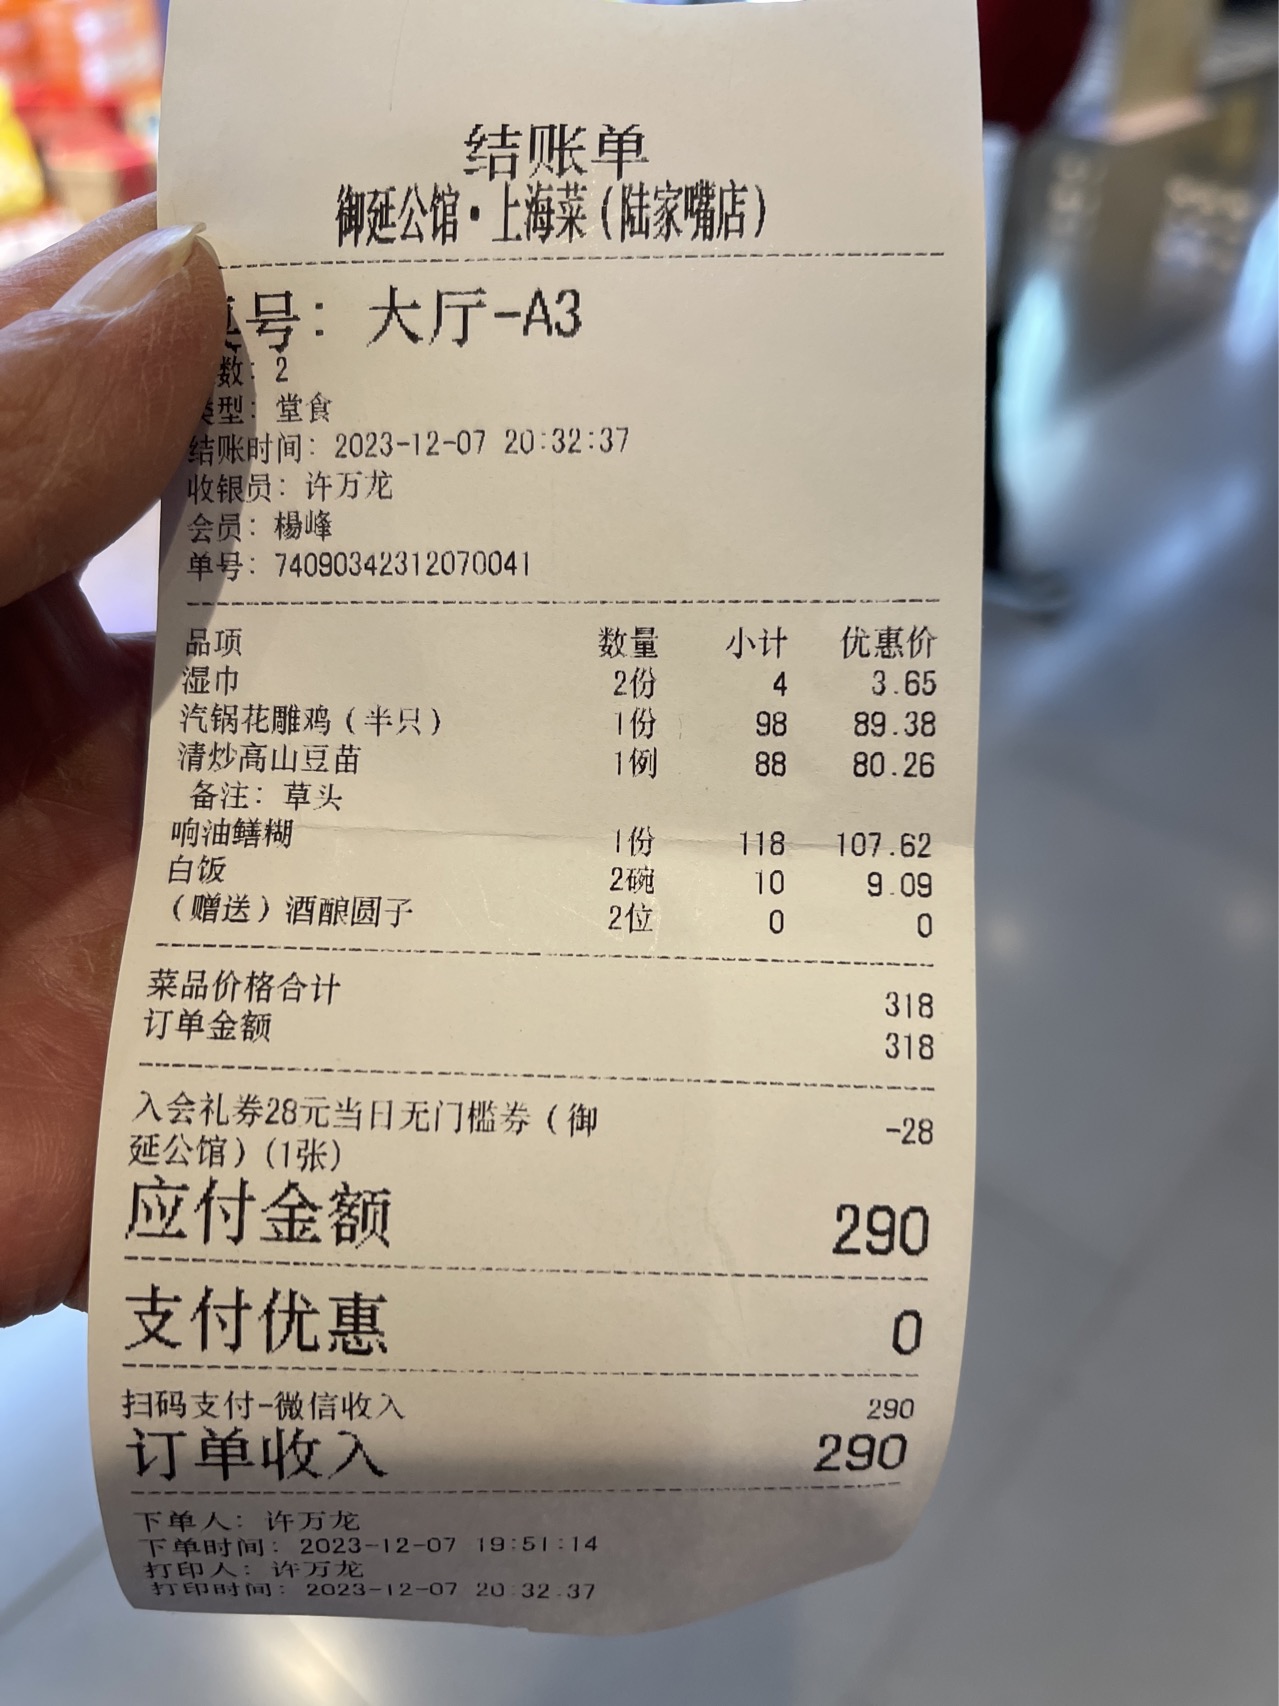 结账单
御延公馆·上海菜(陆家嘴店)
号: 大厅-A3
数: 2
类型: 堂食
结账时间: 2023-12-07 20:32:37
收银员: 许万龙
会员: 楊峰
单号: 74090342312070041
品项 数量 小计 优惠价
湿巾 2份 4 3.65
汽锅花雕鸡(半只) 1份 98 89.38
清炒高山豆苗 1例 88 80.26
备注: 草头
响油鳝糊 1份 118 107.62
白饭 2碗 10 9.09
(赠送)酒酿圆子 2位 0 0
菜品价格合计 318
订单金额 318
入会礼券28元当日无门槛券(御 -28
延公馆)(1张)
应付金额 290
支付优惠 0
扫码支付-微信收入 290
订单收入 290
下单人: 许万龙
下单时间: 2023-12-07 19:51:14
打印人: 许万龙
打印时间: 2023-12-07 20:32:37